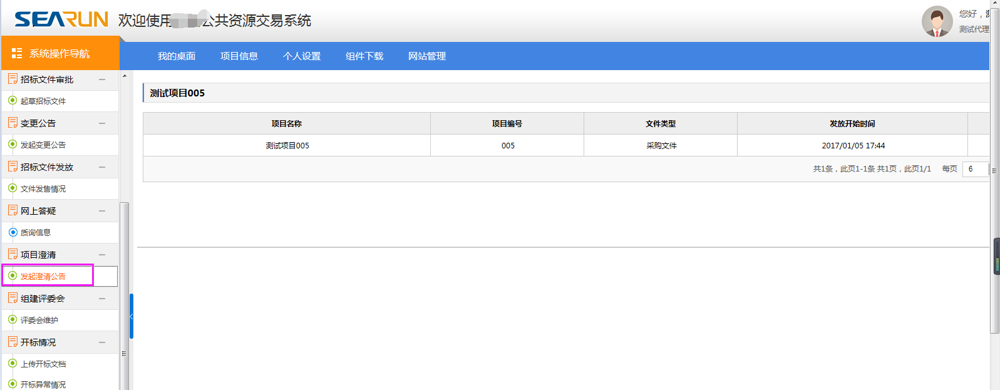 SEARUN 欢迎使用 公共资源交易系统
您好，
测试代理
系统操作导航
我的桌面 项目信息 个人设置 组件下载 网站管理
招标文件审批
起草招标文件
变更公告
发起变更公告
招标文件发放
文件发售情况
网上答疑
质询信息
项目澄清
发起澄清公告
组建评委会
评委会维护
开标情况
上传开标文档
开标异常情况
测试项目005
项目名称 项目编号 文件类型 发放开始时间
测试项目005 005 采购文件 2017/01/05 17:44
共1条，此页1-1条 共1页，此页1/1 每页 6